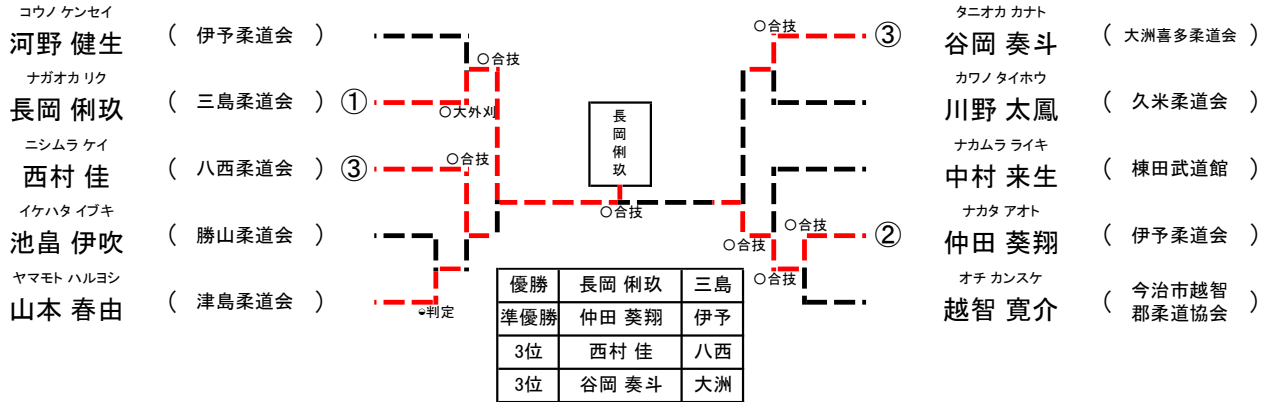 コウノ ケンセイ
河野 健生 ( 伊予柔道会 )
ナガオカ リク
長岡 俐玖 ( 三島柔道会 ) ①
ニシムラ ケイ
西村 佳 ( 八西柔道会 ) ③
イケハタ イブキ
池畠 伊吹 ( 勝山柔道会 )
ヤマモト ハルヨシ
山本 春由 ( 津島柔道会 )
○合技
○大外刈
○合技
○判定
長岡俐玖
○合技
○合技
○合技
○合技
○合技
タニオカ カナト
③ 谷岡 奏斗 ( 大洲喜多柔道会 )
カワノ タイホウ
川野 太鳳 ( 久米柔道会 )
ナカムラ ライキ
中村 来生 ( 棟田武道館 )
ナカタ アオト
② 仲田 葵翔 ( 伊予柔道会 )
オチ カンスケ
越智 寛介 ( 今治市越智
郡柔道協会 )
優勝 長岡 俐玖 三島
準優勝 仲田 葵翔 伊予
3位 西村 佳 八西
3位 谷岡 奏斗 大洲